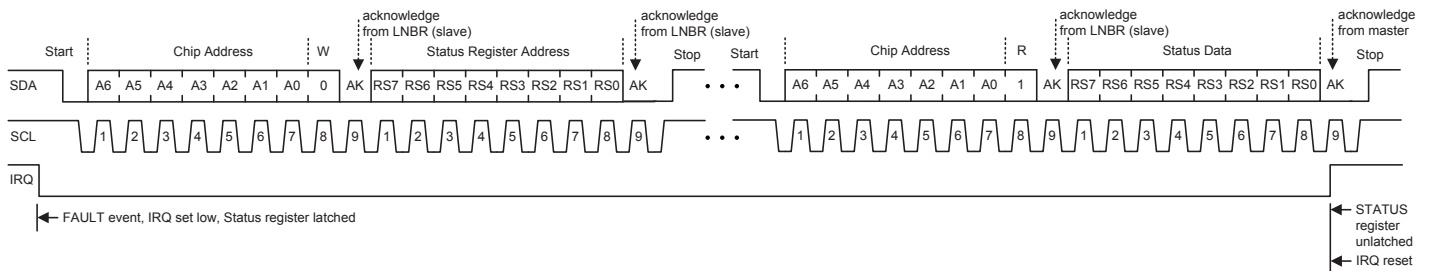 acknowledge
from LNBR (slave)
acknowledge
from LNBR (slave)
acknowledge
from LNBR (slave)
acknowledge
from master
Start Chip Address W Status Register Address Stop Start Chip Address R Status Data Stop
SDA A6 A5 A4 A3 A2 A1 A0 0 AK RS7 RS6 RS5 RS4 RS3 RS2 RS1 RS0 AK • • • A6 A5 A4 A3 A2 A1 A0 1 AK RS7 RS6 RS5 RS4 RS3 RS2 RS1 RS0 AK
SCL 1 2 3 4 5 6 7 8 9 1 2 3 4 5 6 7 8 9 • • • 1 2 3 4 5 6 7 8 9 1 2 3 4 5 6 7 8 9
IRQ
FAULT event, IRQ set low, Status register latched
STATUS
register
unlatched
IRQ reset